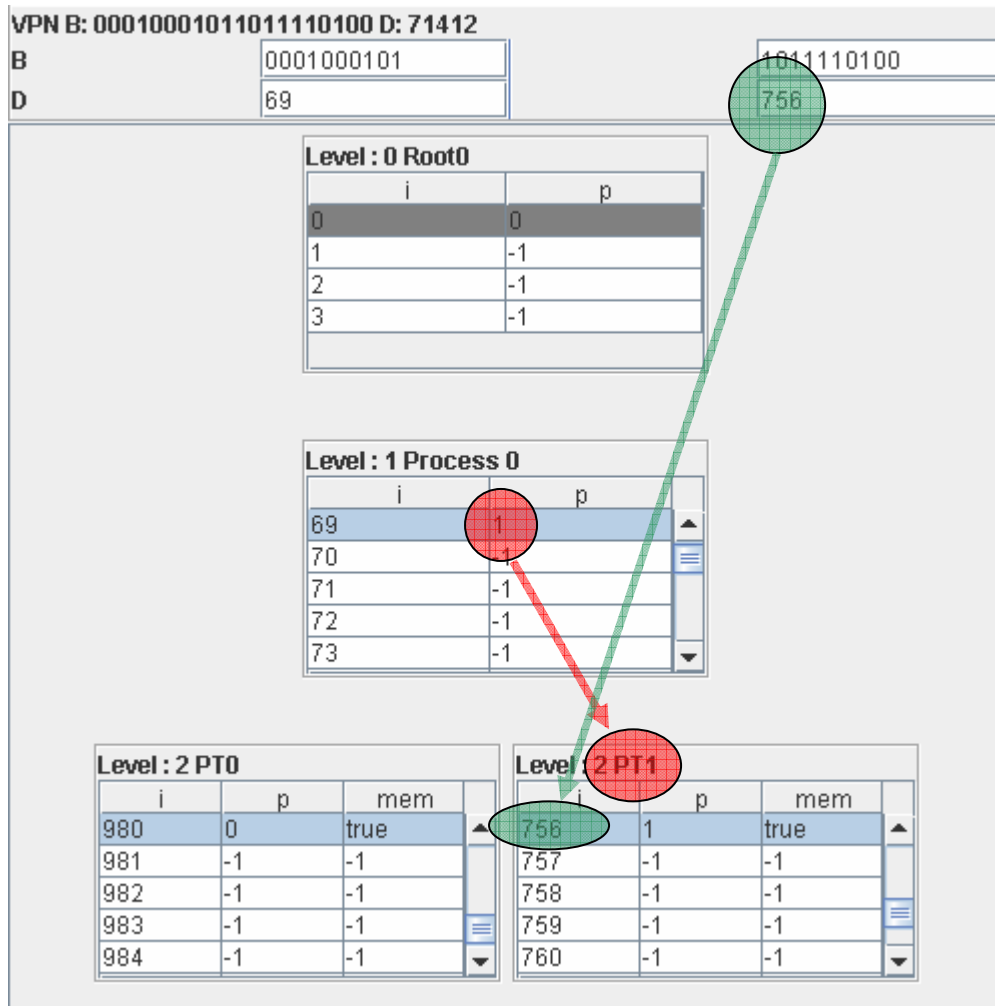 VPN B: 00010001011011110100 D: 71412
B 0001000101 1011110100
D 69 756
Level : 0 Root0
i p
0 0
1 -1
2 -1
3 -1
Level : 1 Process 0
i p
69 1
70 -1
71 -1
72 -1
73 -1
Level : 2 PT0
i p mem
980 0 true
981 -1 -1
982 -1 -1
983 -1 -1
984 -1 -1
Level : 2 PT1
i p mem
756 1 true
757 -1 -1
758 -1 -1
759 -1 -1
760 -1 -1